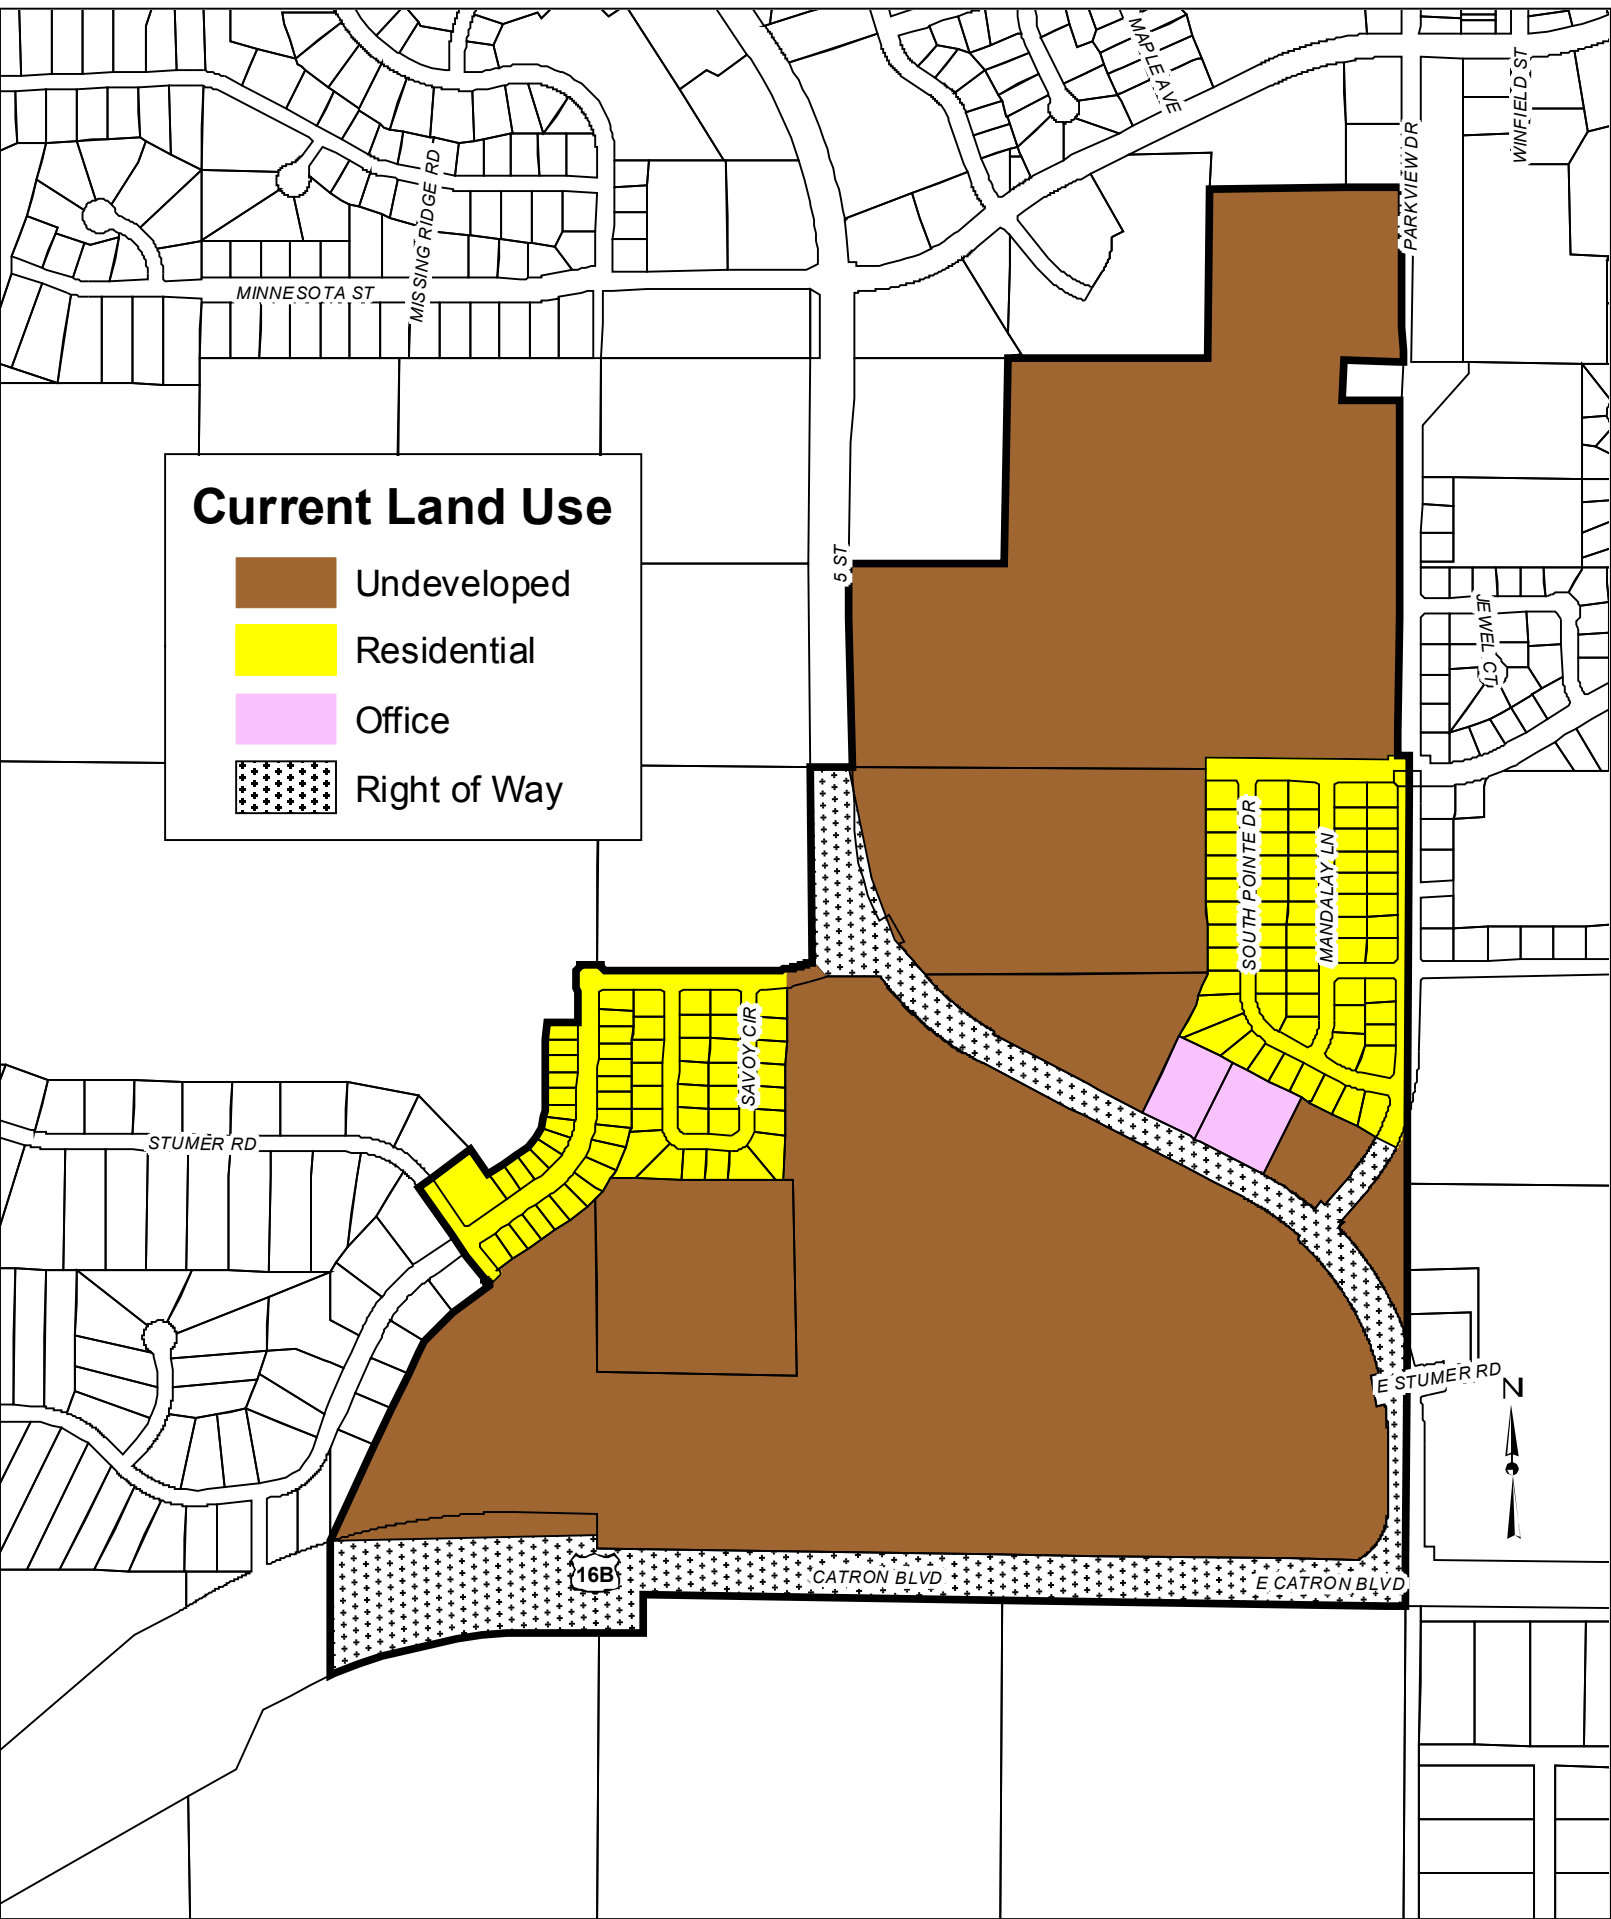 MAPLE AVE
WINFIELD ST
PARKVIEW DR
MISSING RIDGE RD
MINNESOTA ST
Current Land Use
Undeveloped
Residential
Office
Right of Way
5 ST
JEWEL CT
SOUTH POINTE DR
MANDALAY LN
SAVOY CIR
STUMER RD
E STUMER RD
N
16B
CATRON BLVD
E CATRON BLVD